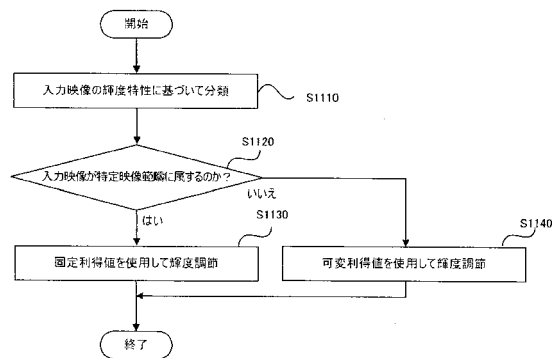 開始
入力映像の輝度特性に基づいて分類
S1110
S1120
入力映像が特定映像範疇に属するのか?
いいえ
はい
S1130
S1140
固定利得値を使用して輝度調節
可変利得値を使用して輝度調節
終了